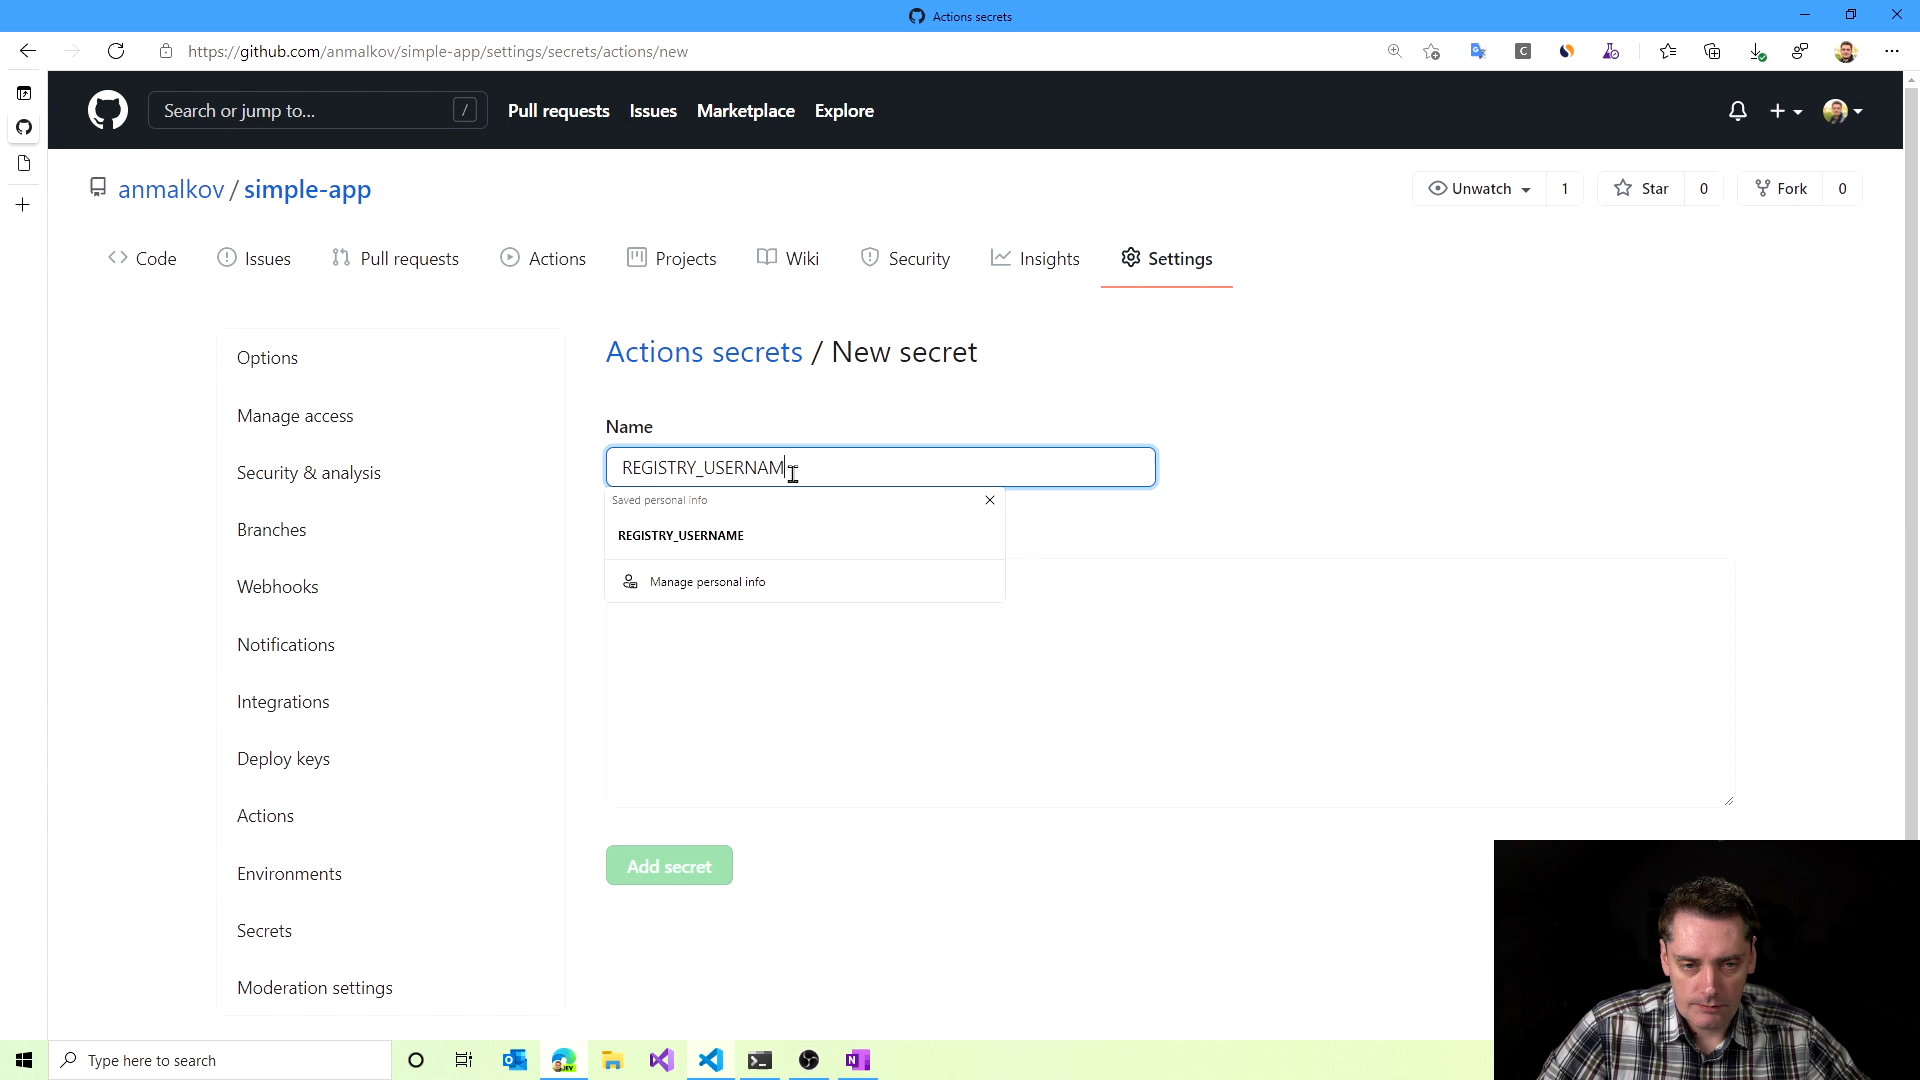 Actions secrets
https://github.com/anmalkov/simple-app/settings/secrets/actions/new
Search or jump to...
/
Pull requests
Issues
Marketplace
Explore
anmalkov / simple-app
Unwatch
1
Star
0
Fork
0
Code
Issues
Pull requests
Actions
Projects
Wiki
Security
Insights
Settings
Options
Manage access
Security & analysis
Branches
Webhooks
Notifications
Integrations
Deploy keys
Actions
Environments
Secrets
Moderation settings
Actions secrets / New secret
Name
REGISTRY_USERNAM
Saved personal info
REGISTRY_USERNAME
Manage personal info
Add secret
Type here to search